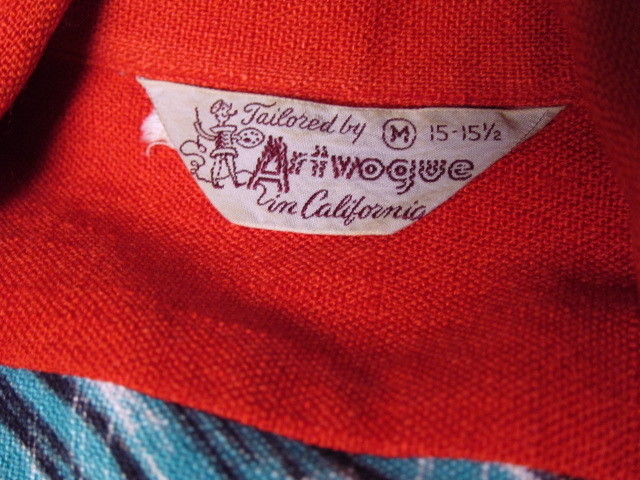 Tailored by M 15-15½
Artvogue
in California